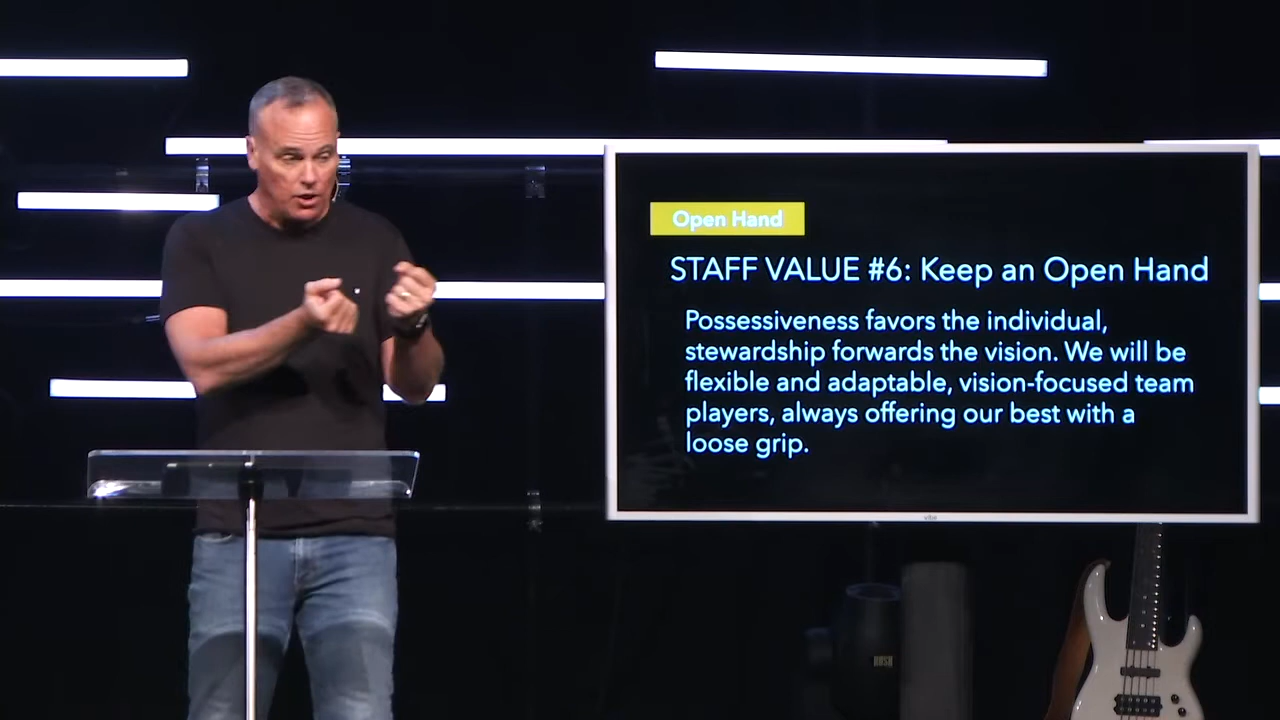 Open Hand
STAFF VALUE #6: Keep an Open Hand
Possessiveness favors the individual,
stewardship forwards the vision. We will be
flexible and adaptable, vision-focused team
players, always offering our best with a
loose grip.
vibe